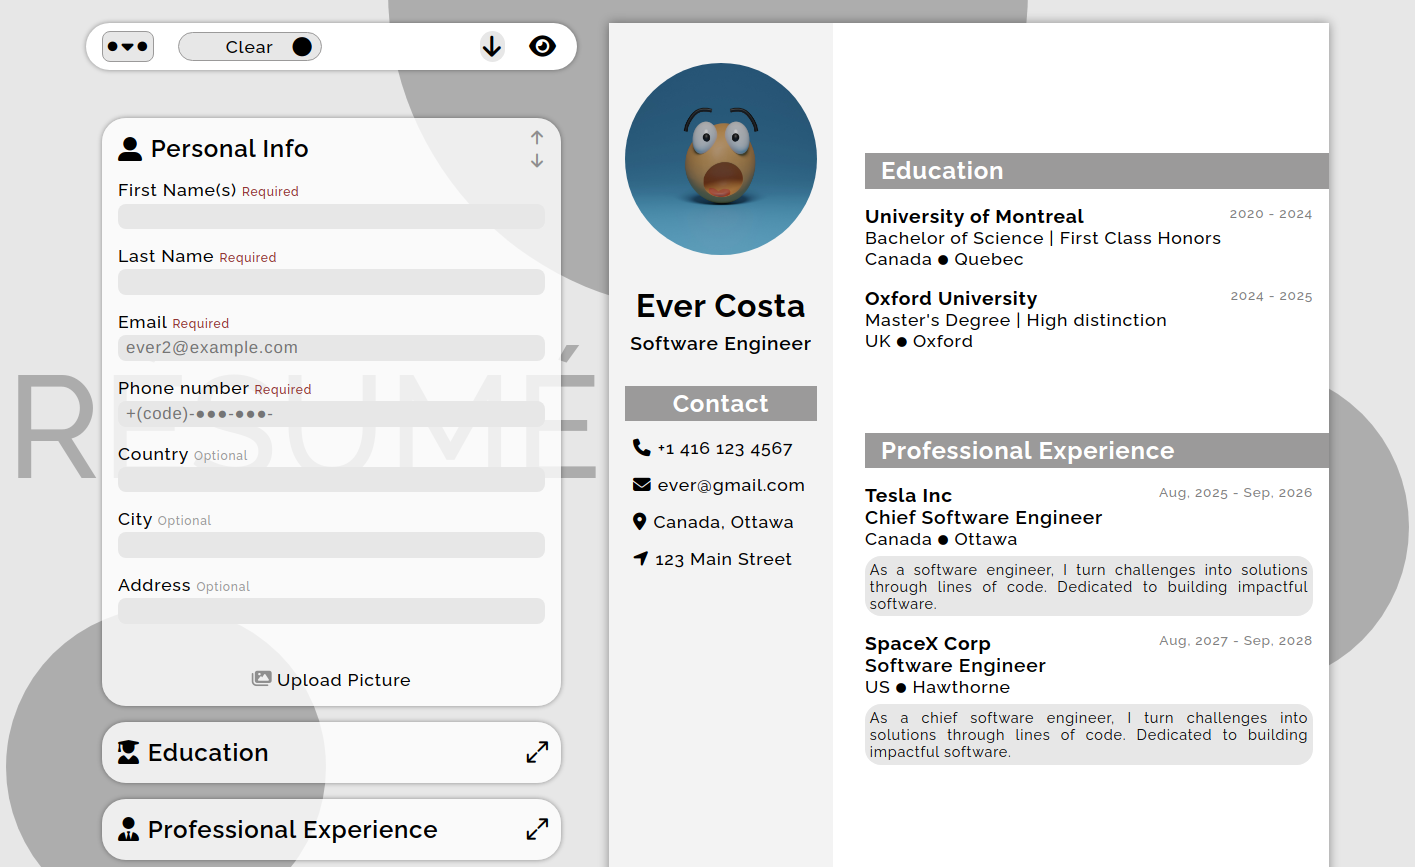 Clear
RESUMÉ
Personal Info
First Name(s) Required
Last Name Required
Email Required
ever2@example.com
Phone number Required
+(code)-●●●-●●●-
Country Optional
City Optional
Address Optional
Upload Picture
Education
Professional Experience
Ever Costa
Software Engineer
Contact
+1 416 123 4567
ever@gmail.com
Canada, Ottawa
123 Main Street
Education
University of Montreal 2020 - 2024
Bachelor of Science | First Class Honors
Canada ● Quebec
Oxford University 2024 - 2025
Master's Degree | High distinction
UK ● Oxford
Professional Experience
Tesla Inc Aug, 2025 - Sep, 2026
Chief Software Engineer
Canada ● Ottawa
As a software engineer, I turn challenges into solutions
through lines of code. Dedicated to building impactful
software.
SpaceX Corp Aug, 2027 - Sep, 2028
Software Engineer
US ● Hawthorne
As a chief software engineer, I turn challenges into
solutions through lines of code. Dedicated to building
impactful software.